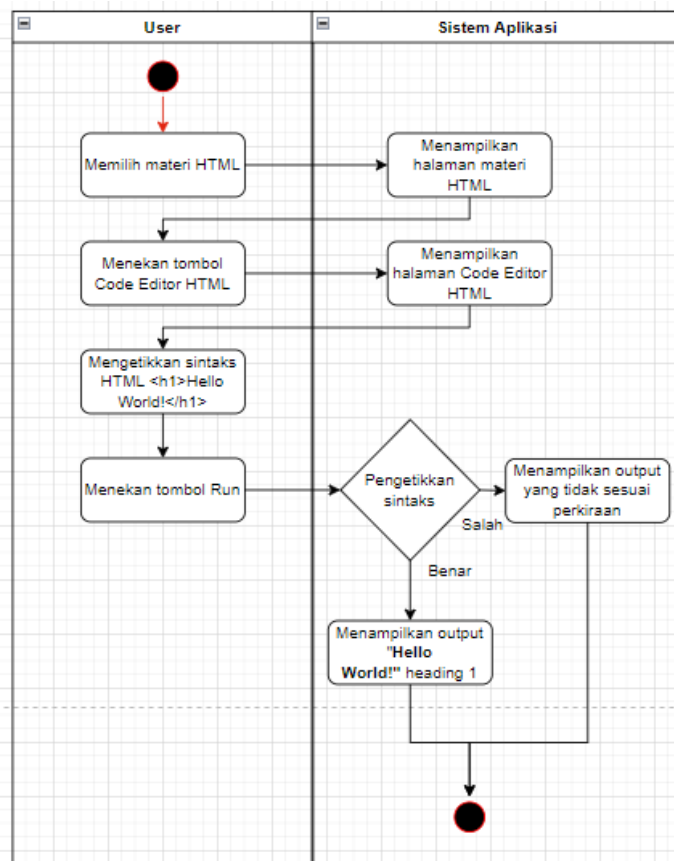 User
Sistem Aplikasi
Memilih materi HTML
Menampilkan
halaman materi
HTML
Menekan tombol
Code Editor HTML
Menampilkan
halaman Code Editor
HTML
Mengetikkan sintaks
HTML <h1>Hello
World!</h1>
Menekan tombol Run
Pengetikkan
sintaks
Menampilkan output
yang tidak sesuai
perkiraan
Salah
Benar
Menampilkan output
"Hello
World!" heading 1